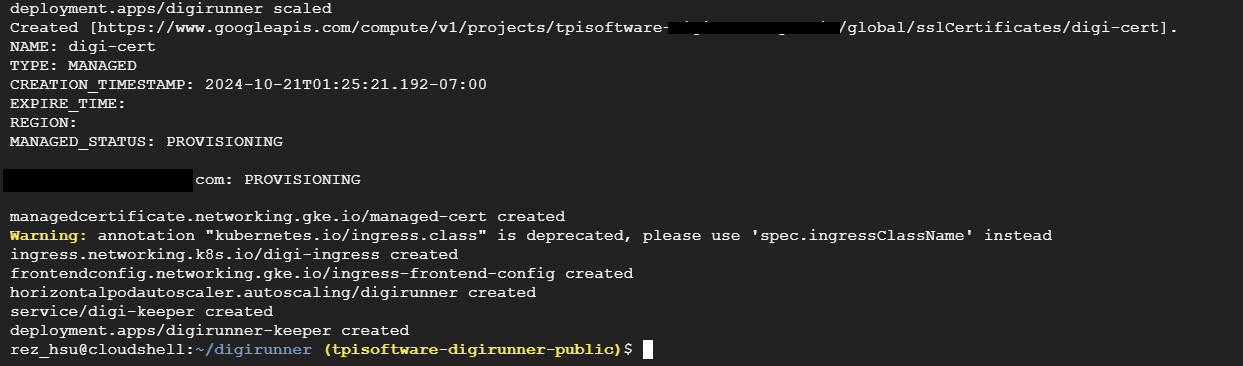 deployment.apps/digirunner scaled
Created [https://www.googleapis.com/compute/v1/projects/tpisoftware-/global/sslCertificates/digi-cert].
NAME: digi-cert
TYPE: MANAGED
CREATION_TIMESTAMP: 2024-10-21T01:25:21.192-07:00
EXPIRE_TIME:
REGION:
MANAGED_STATUS: PROVISIONING
com: PROVISIONING
managedcertificate.networking.gke.io/managed-cert created
Warning: annotation "kubernetes.io/ingress.class" is deprecated, please use 'spec.ingressClassName' instead
ingress.networking.k8s.io/digi-ingress created
frontendconfig.networking.gke.io/ingress-frontend-config created
horizontalpodautoscaler.autoscaling/digirunner created
service/digi-keeper created
deployment.apps/digirunner-keeper created
rez_hsu@cloudshell:~/digirunner (tpisoftware-digirunner-public)$